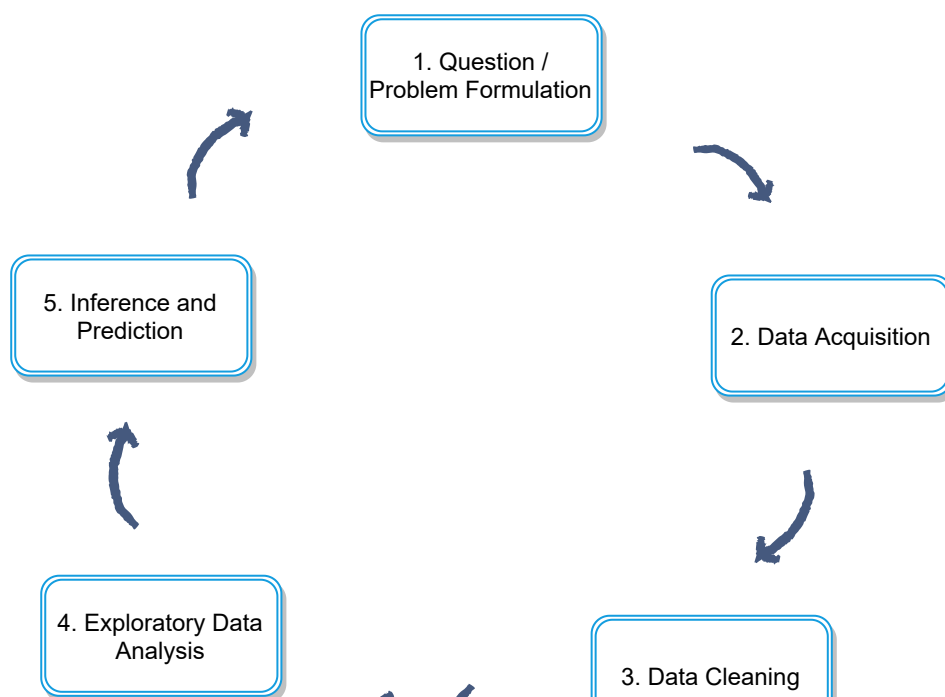 1. Question /
Problem Formulation
2. Data Acquisition
3. Data Cleaning
4. Exploratory Data
Analysis
5. Inference and
Prediction